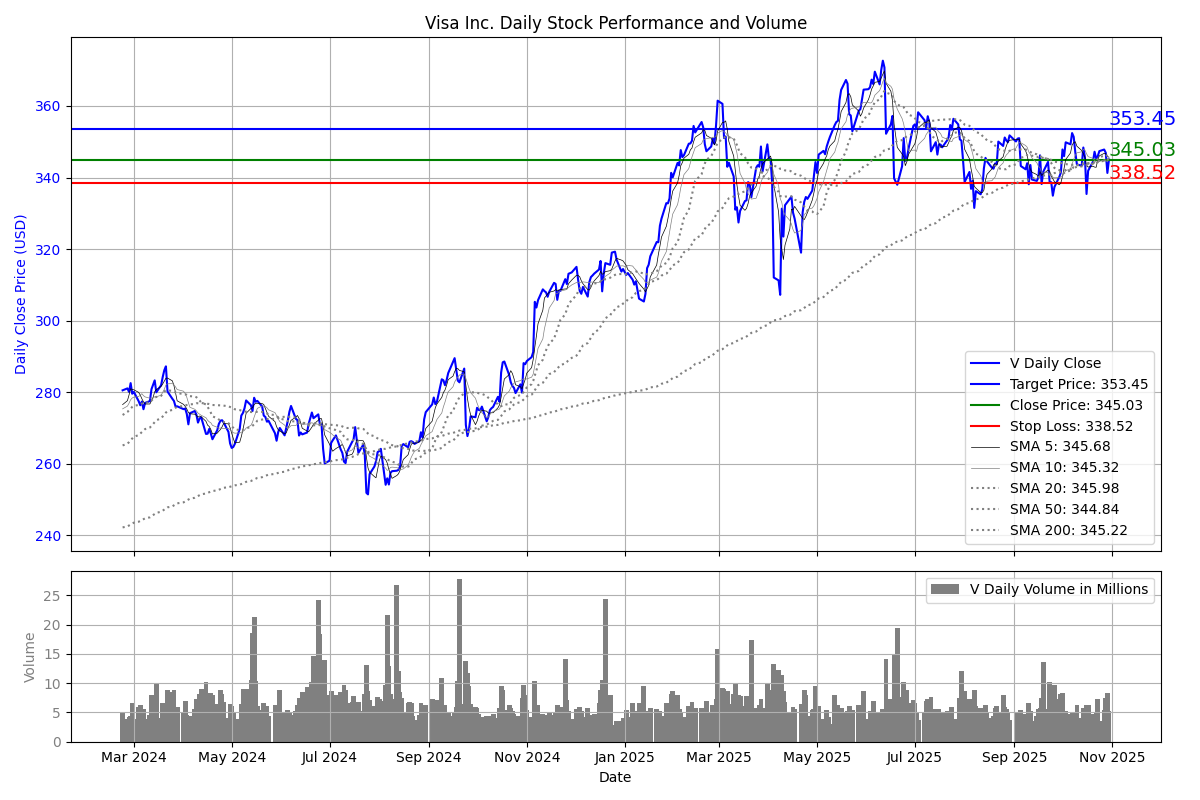 Visa Inc. Daily Stock Performance and Volume
Daily Close Price (USD)
360
340
320
300
280
260
240
353.45
345.03
338.52
V Daily Close
Target Price: 353.45
Close Price: 345.03
Stop Loss: 338.52
SMA 5: 345.68
SMA 10: 345.32
SMA 20: 345.98
SMA 50: 344.84
SMA 200: 345.22
Volume
25
20
15
10
5
0
V Daily Volume in Millions
Mar 2024
May 2024
Jul 2024
Sep 2024
Nov 2024
Jan 2025
Mar 2025
May 2025
Jul 2025
Sep 2025
Nov 2025
Date